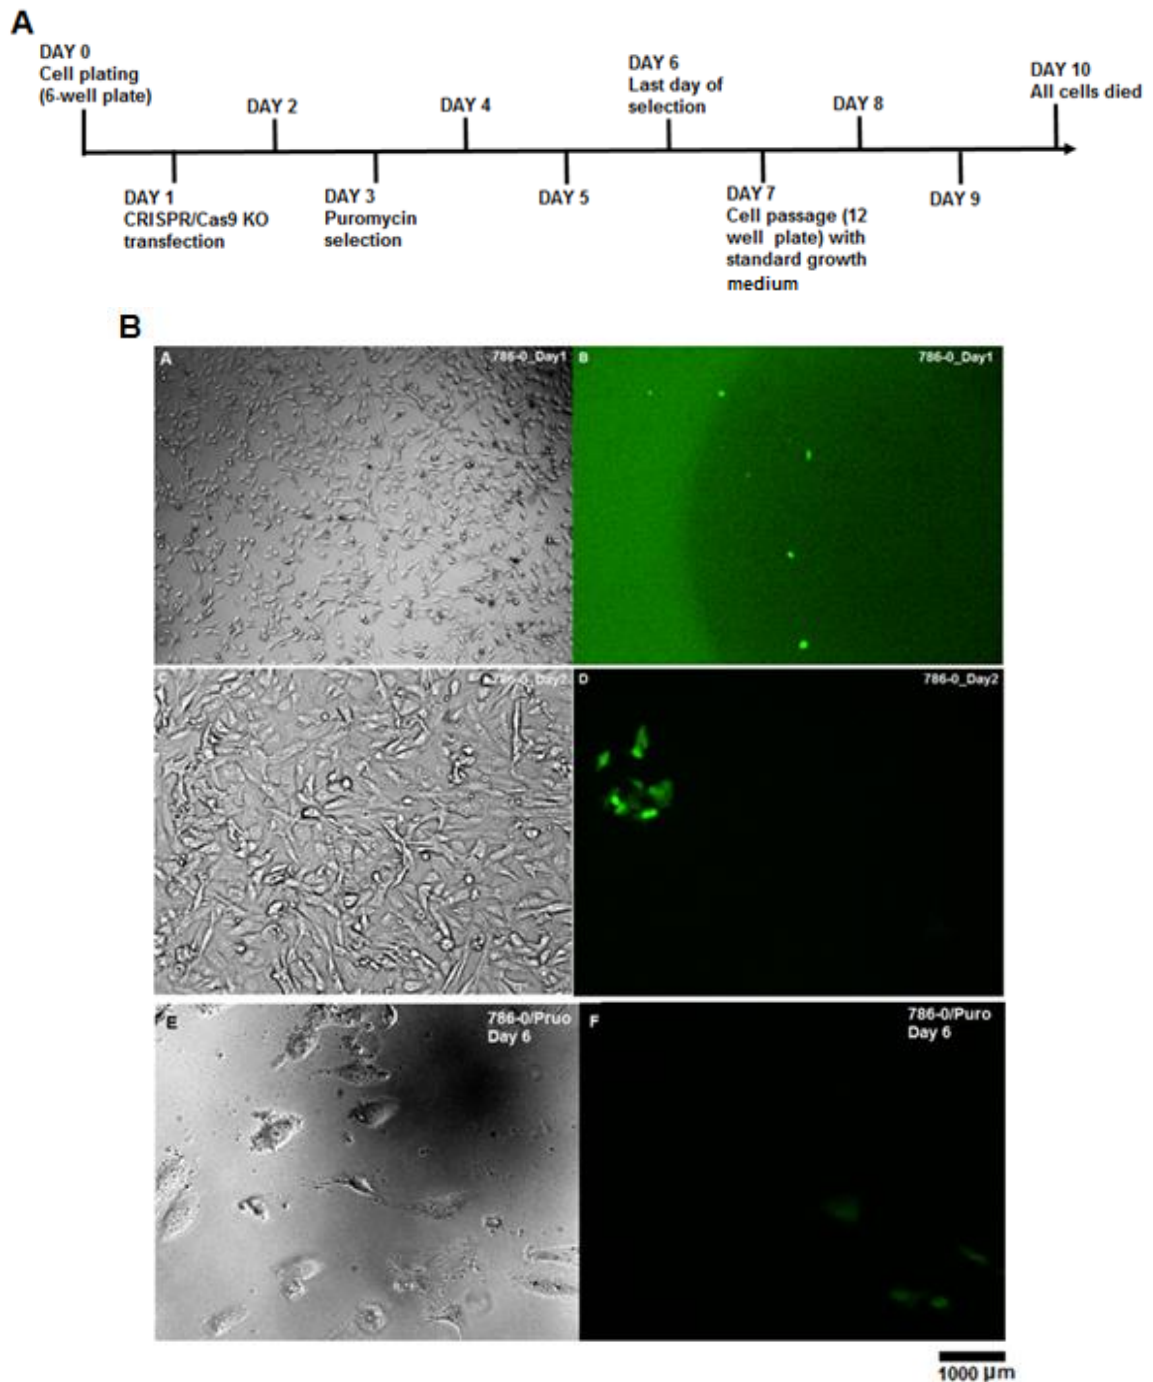 A
DAY 0
Cell plating
(6-well plate)
DAY 2
DAY 4
DAY 6
Last day of
selection
DAY 8
DAY 10
All cells died
DAY 1
CRISPR/Cas9 KO
transfection
DAY 3
Puromycin
selection
DAY 5
DAY 7
Cell passage (12
well plate) with
standard growth
medium
DAY 9
B
A
786-0_Day1
B
786-0_Day1
C
786-0_Day2
D
786-0_Day2
E
786-0/Pruo
Day 6
F
786-0/Puro
Day 6
1000 µm